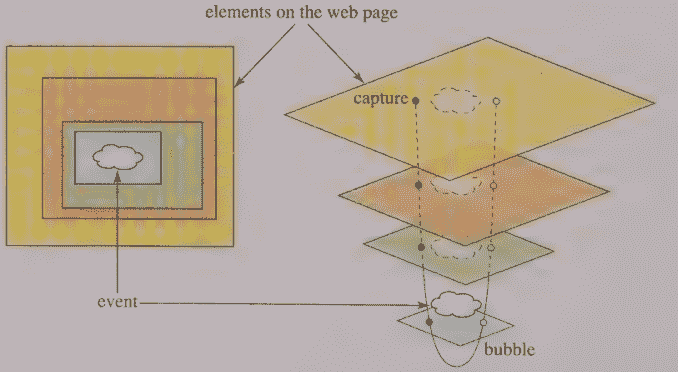 elements on the web page
capture
event
bubble